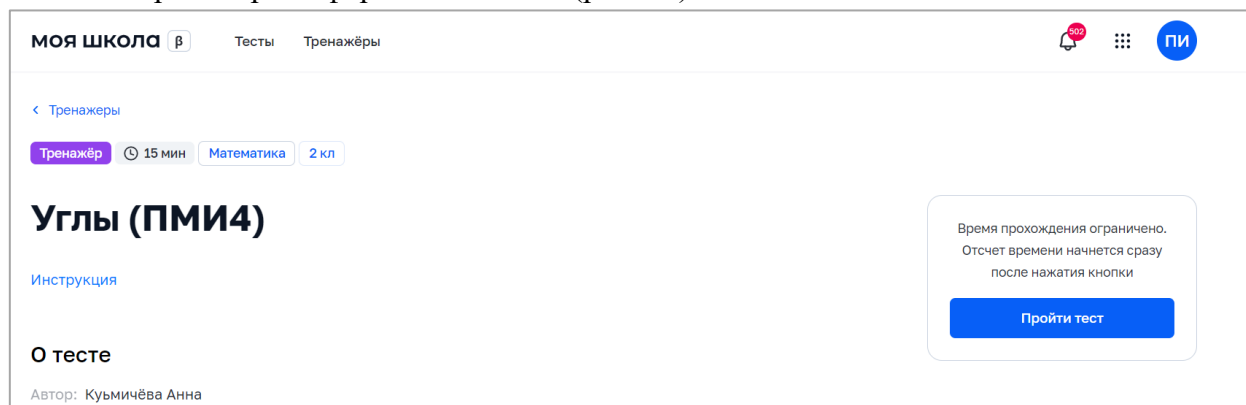 моя школа β Тесты Тренажёры 502 ПИ
< Тренажеры
Тренажёр 15 мин Математика 2 кл
Углы (ПМИ4)
Время прохождения ограничено.
Отсчет времени начнется сразу
после нажатия кнопки
Инструкция
Пройти тест
О тесте
Автор: Куьмичёва Анна